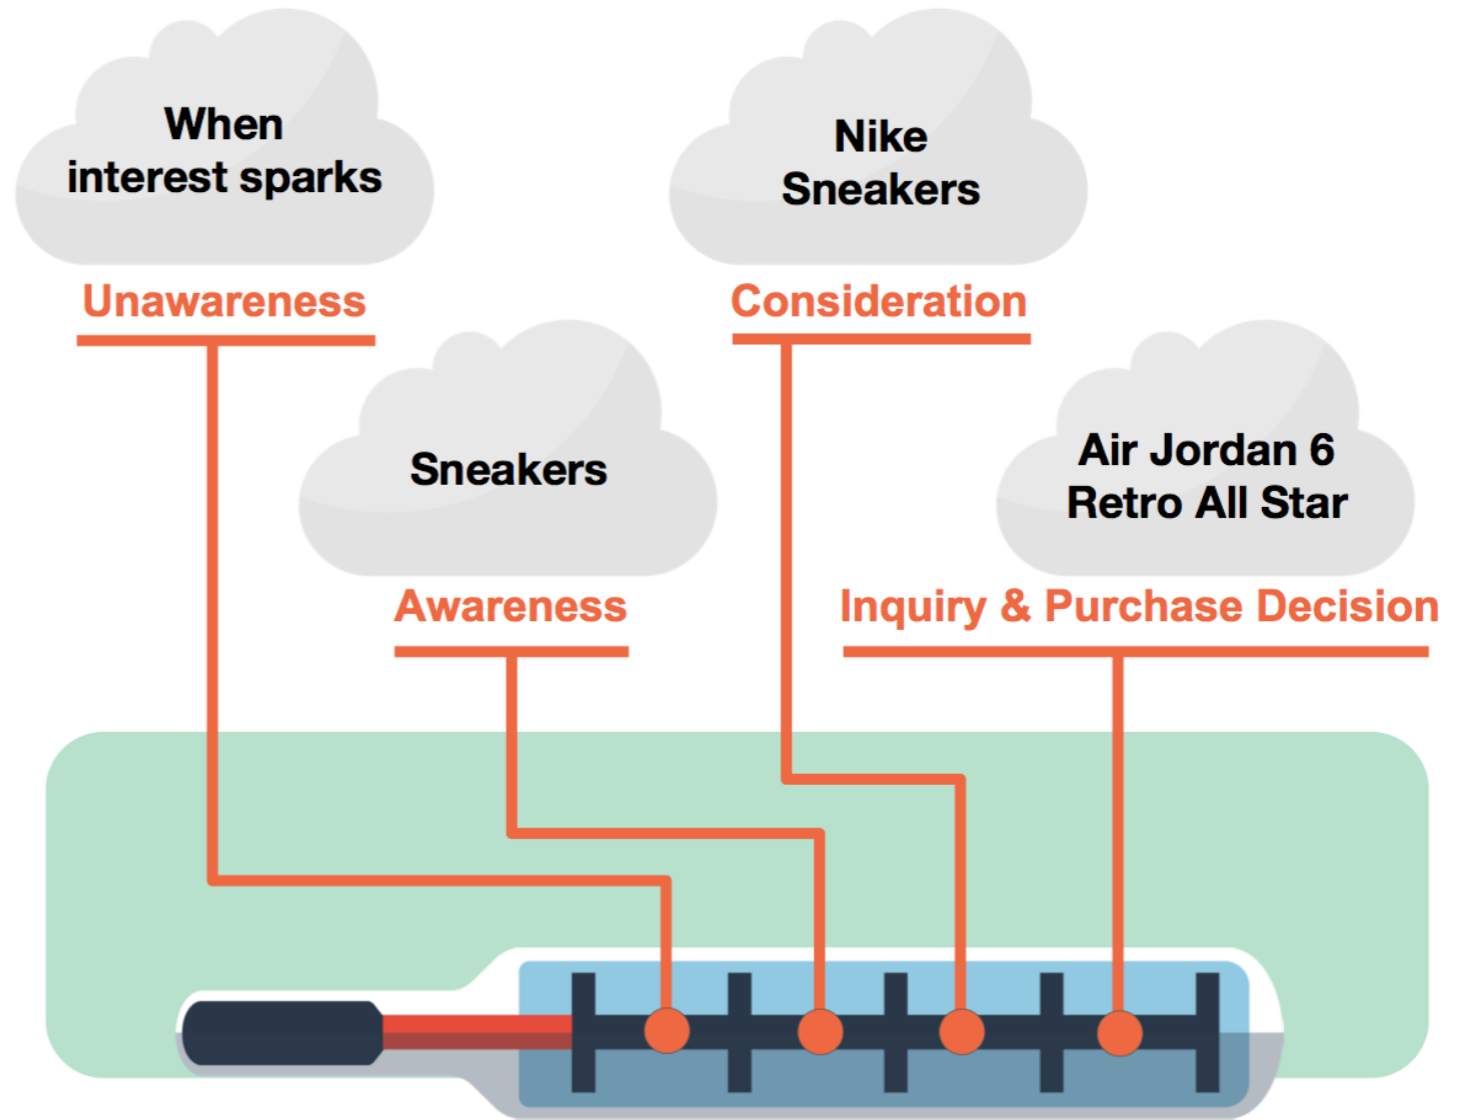 When
interest sparks
Unawareness
Sneakers
Awareness
Nike
Sneakers
Consideration
Air Jordan 6
Retro All Star
Inquiry & Purchase Decision